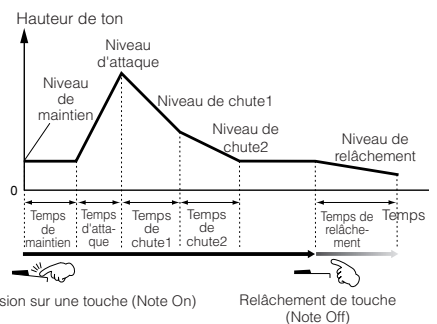 Hauteur de ton
Niveau
d'attaque
Niveau
de
maintien
Niveau de chute1
Niveau de
chute2
Niveau de
relâchement
0
Temps
de
maintien
Temps
d'atta-
que
Temps
de
chute1
Temps
de
chute2
Temps de
relâche-
ment
Temps
sion sur une touche (Note On)
Relâchement de touche
(Note Off)